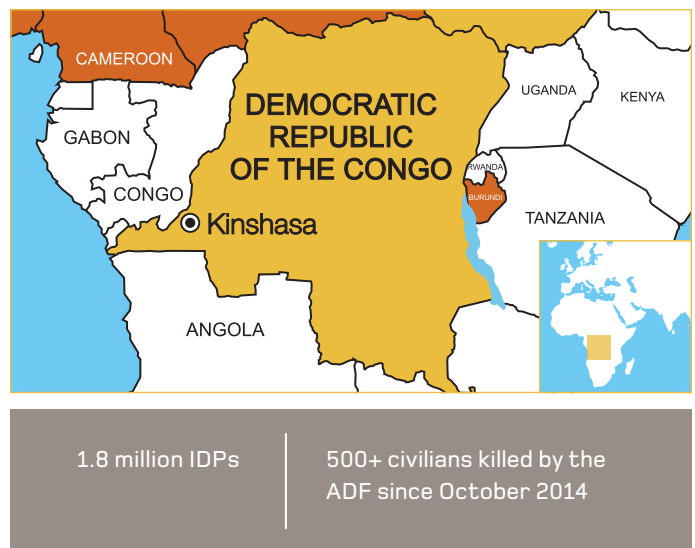 CAMEROON
DEMOCRATIC
REPUBLIC
OF THE CONGO
UGANDA
KENYA
GABON
RWANDA
CONGO
BURUNDI
Kinshasa
TANZANIA
ANGOLA
1.8 million IDPs
500+ civilians killed by the
ADF since October 2014